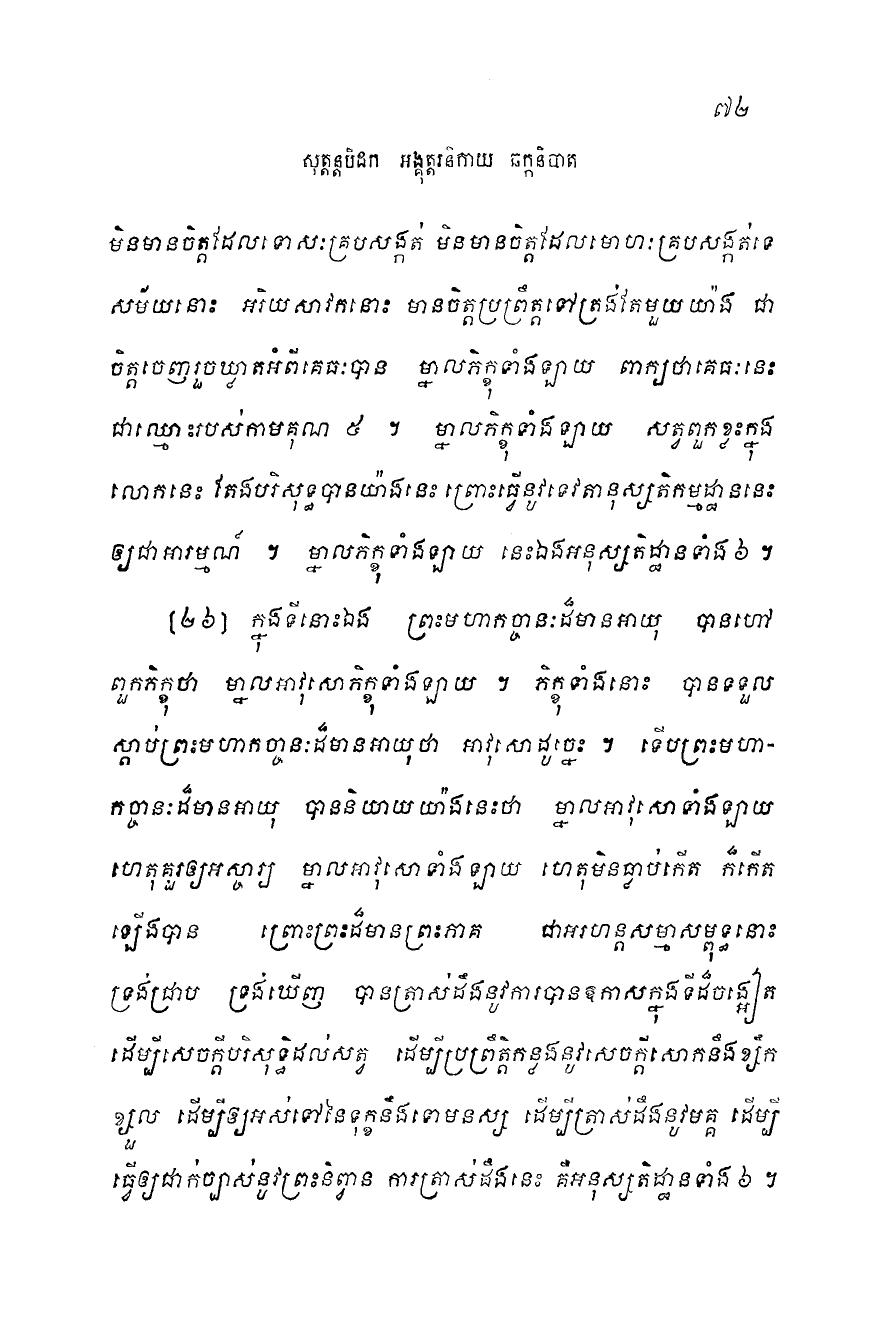 ៧២
សុត្តន្តបិដក អង្គុត្តរនិកាយ ឆក្កនិបាត
មិនមានចិត្តដែលទោសៈគ្របសង្កត់ មិនមានចិត្តដែលមោហៈគ្របសង្កត់ទេ
សម័យនោះ អរិយសាវកនោះ មានចិត្តប្រព្រឹត្តទៅត្រង់តែមួយយ៉ាង ជា
ចិត្តចេញរួចឃ្លាតអំពីគេធៈបាន ម្នាលភិក្ខុទាំងឡាយ ពាក្យថាគេធៈនេះ
ជាឈ្មោះរបស់កាមគុណ ៥ ។ ម្នាលភិក្ខុទាំងឡាយ សត្វពួកខ្លះក្នុង
លោកនេះ តែងបរិសុទ្ធបានយ៉ាងនេះ ព្រោះធ្វើនូវទេវតានុស្សតិកម្មដ្ឋាននេះ
ឲ្យជាអារម្មណ៍ ។ ម្នាលភិក្ខុទាំងឡាយ នេះឯងអនុស្សតិដ្ឋានទាំង៦ ។
[២៦] ក្នុងទីនោះឯង ព្រះមហាកច្ចានៈដ៏មានអាយុ បានហៅ
ពួកភិក្ខុថា ម្នាលអាវុសោភិក្ខុទាំងឡាយ ។ ភិក្ខុទាំងនោះ បានទទួល
ស្តាប់ព្រះមហាកច្ចានៈដ៏មានអាយុថា អាវុសោដូច្នេះ ។ ទើបព្រះមហា-
កច្ចានៈដ៏មានអាយុ បាននិយាយយ៉ាងនេះថា ម្នាលអាវុសោទាំងឡាយ
ហេតុគួរឲ្យអស្ចារ្យ ម្នាលអាវុសោទាំងឡាយ ហេតុមិនធ្លាប់កើត ក៏កើត
ឡើងបាន ព្រោះព្រះដ៏មានព្រះភាគ ជាអរហន្តសម្មាសម្ពុទ្ធនោះ
ទ្រង់ជ្រាប ទ្រង់ឃើញ បានត្រាស់ដឹងនូវការបានឱកាសក្នុងទីដ៏ចង្អៀត
ដើម្បីសេចក្តីបរិសុទ្ធិដល់សត្វ ដើម្បីប្រព្រឹត្តិកន្លងនូវសេចក្តីសោកនឹងខ្សឹក
ខ្សួល ដើម្បីឲ្យអស់ទៅនៃទុក្ខនឹងទោមនស្ស ដើម្បីត្រាស់ដឹងនូវមគ្គ ដើម្បី
ធ្វើឲ្យជាក់ច្បាស់នូវព្រះនិព្វាន ការត្រាស់ដឹងនេះ គឺអនុស្សតិដ្ឋានទាំង៦ ។